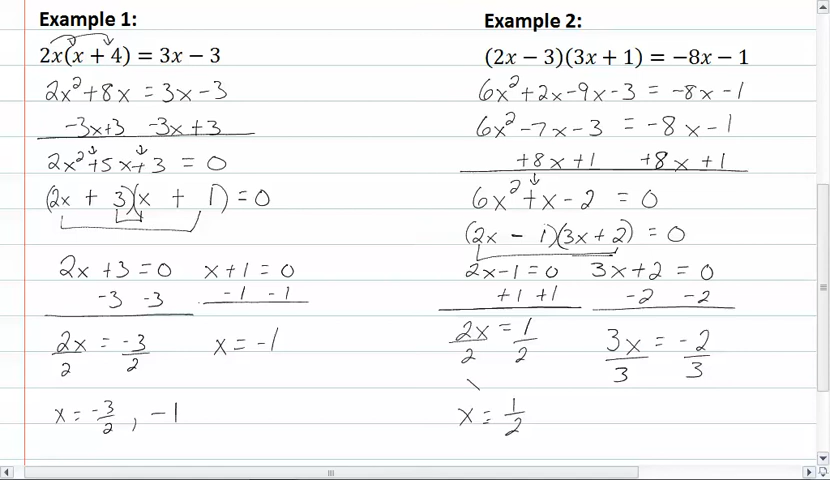 Example 1:
2x(x + 4) = 3x − 3
2x² + 8x = 3x − 3
−3x+3 −3x + 3
2x² + 5x + 3 = 0
(2x + 3)(x + 1) = 0
2x + 3 = 0 x + 1 = 0
−3 −3 −1 −1
2x/2 = −3/2 x = −1
x = −3/2 , −1
Example 2:
(2x − 3)(3x + 1) = −8x − 1
6x² + 2x − 9x − 3 = −8x − 1
6x² − 7x − 3 = −8x − 1
+8x + 1 +8x + 1
6x² + x − 2 = 0
(2x − 1)(3x + 2) = 0
2x − 1 = 0 3x + 2 = 0
+1 +1 −2 −2
2x/2 = 1/2 3x/3 = −2/3
x = 1/2